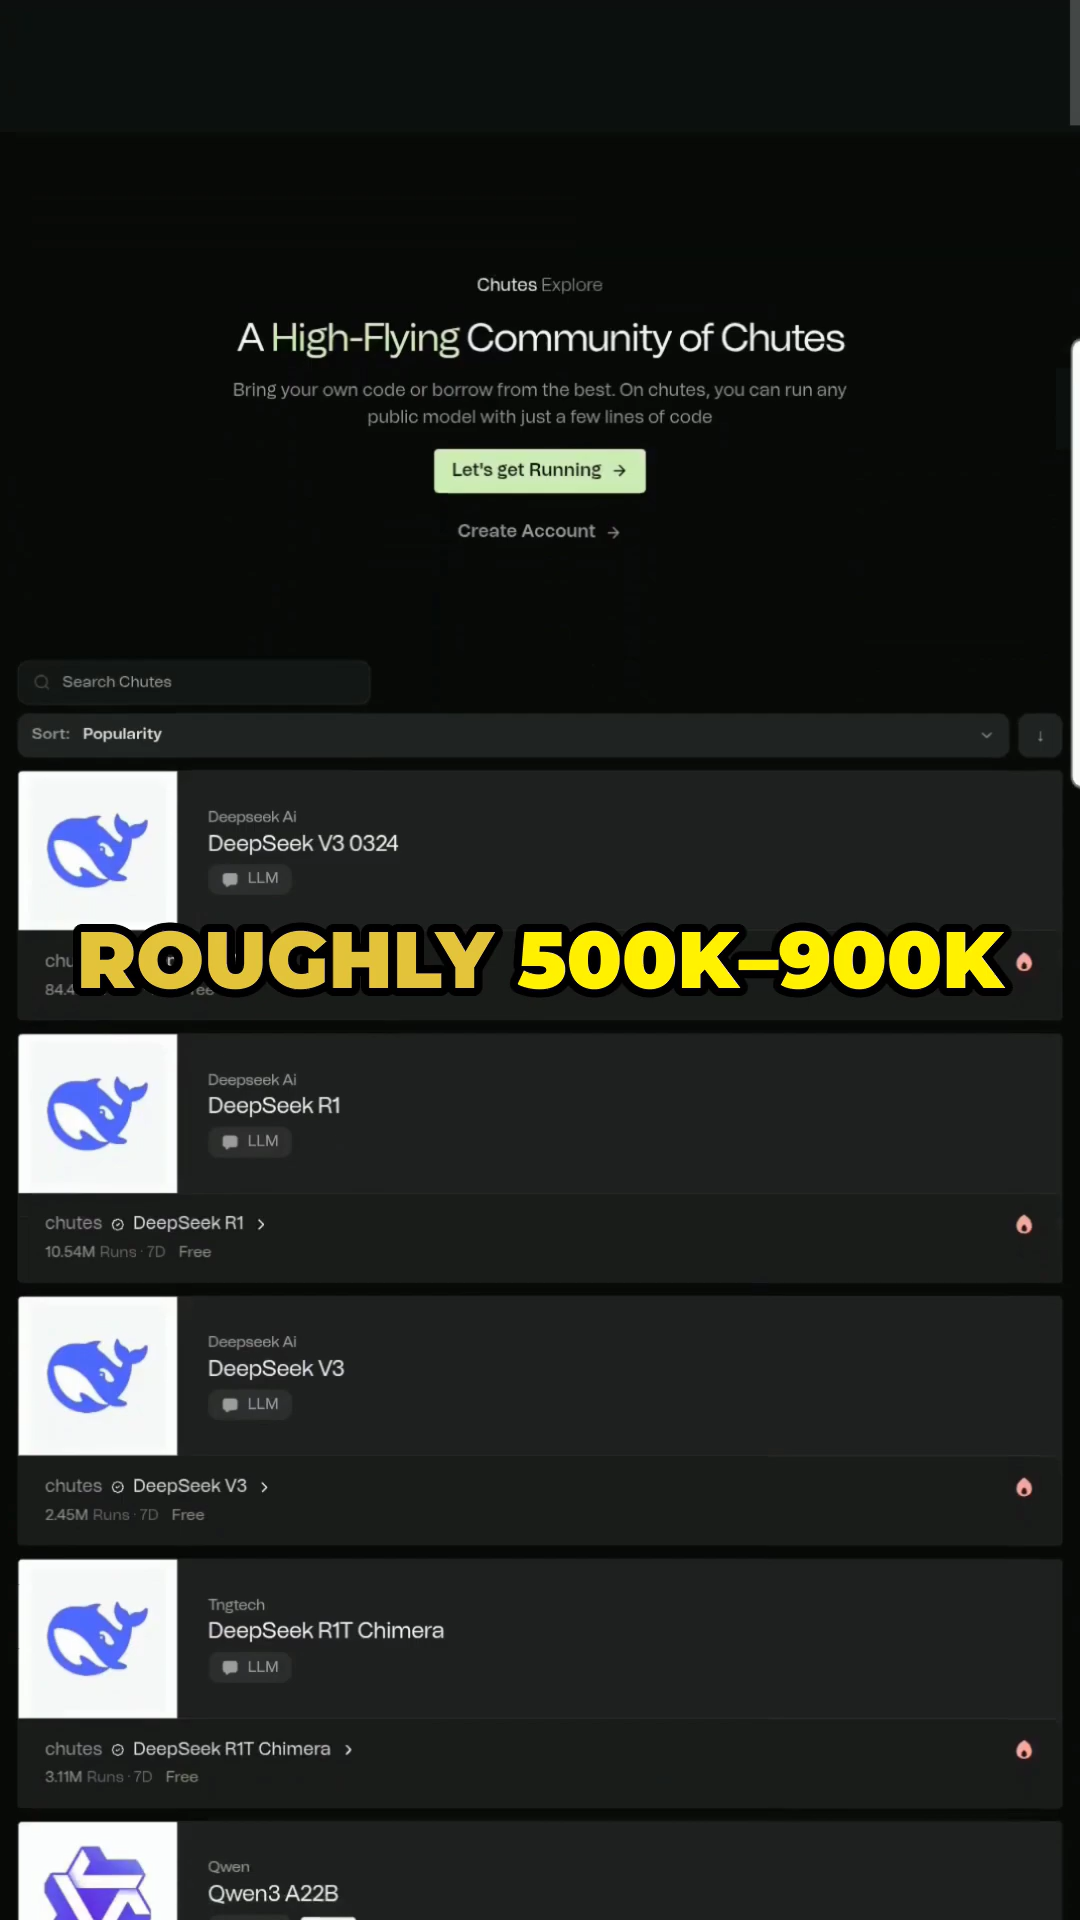 Chutes Explore
A High-Flying Community of Chutes
Bring your own code or borrow from the best. On chutes, you can run any
public model with just a few lines of code
Let's get Running →
Create Account →
Search Chutes
Sort: Popularity
↓
Deepseek Ai
DeepSeek V3 0324
LLM
ROUGHLY 500K–900K
Deepseek Ai
DeepSeek R1
LLM
chutes DeepSeek R1 >
10.54M Runs · 7D Free
Deepseek Ai
DeepSeek V3
LLM
chutes DeepSeek V3 >
2.45M Runs · 7D Free
Tngtech
DeepSeek R1T Chimera
LLM
chutes DeepSeek R1T Chimera >
3.11M Runs · 7D Free
Qwen
Qwen3 A22B